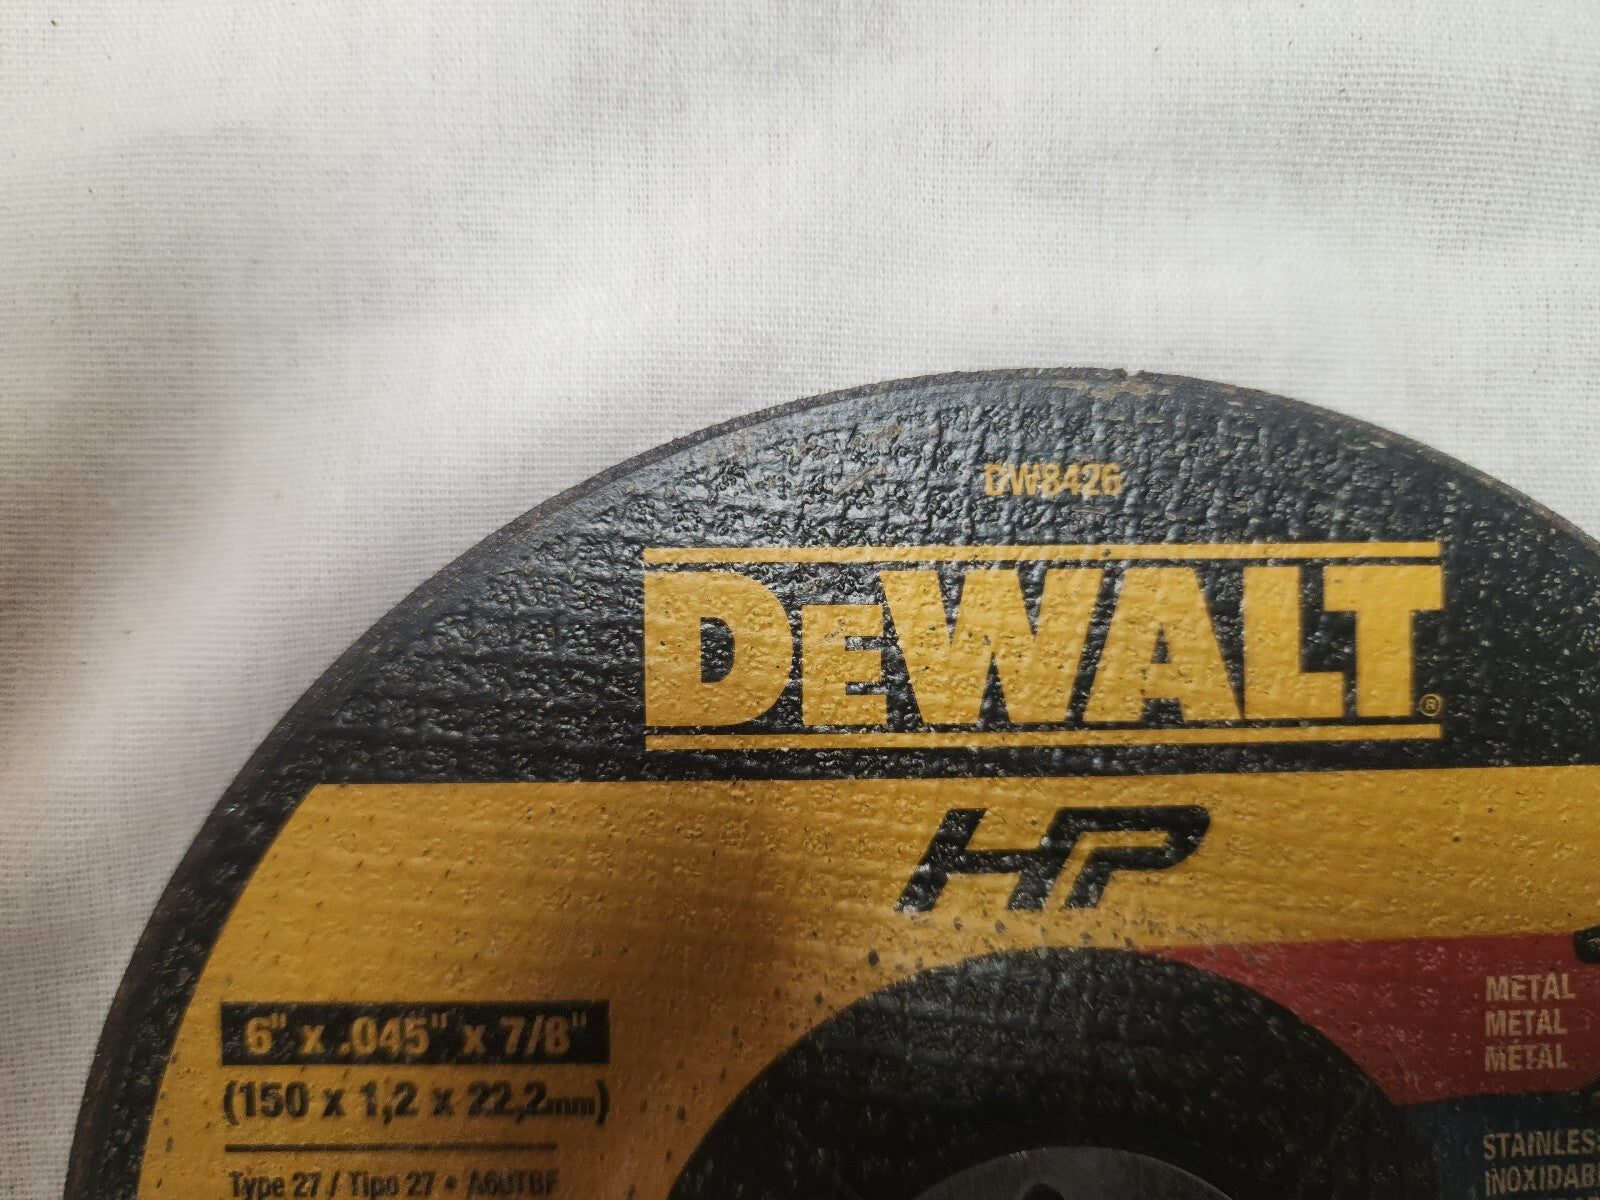 DW8426
DEWALT®
HP
METAL
METAL
MÉTAL
6" x .045" x 7/8"
(150 x 1,2 x 22,2mm)
Type 27 / Tipo 27 • A60TBF